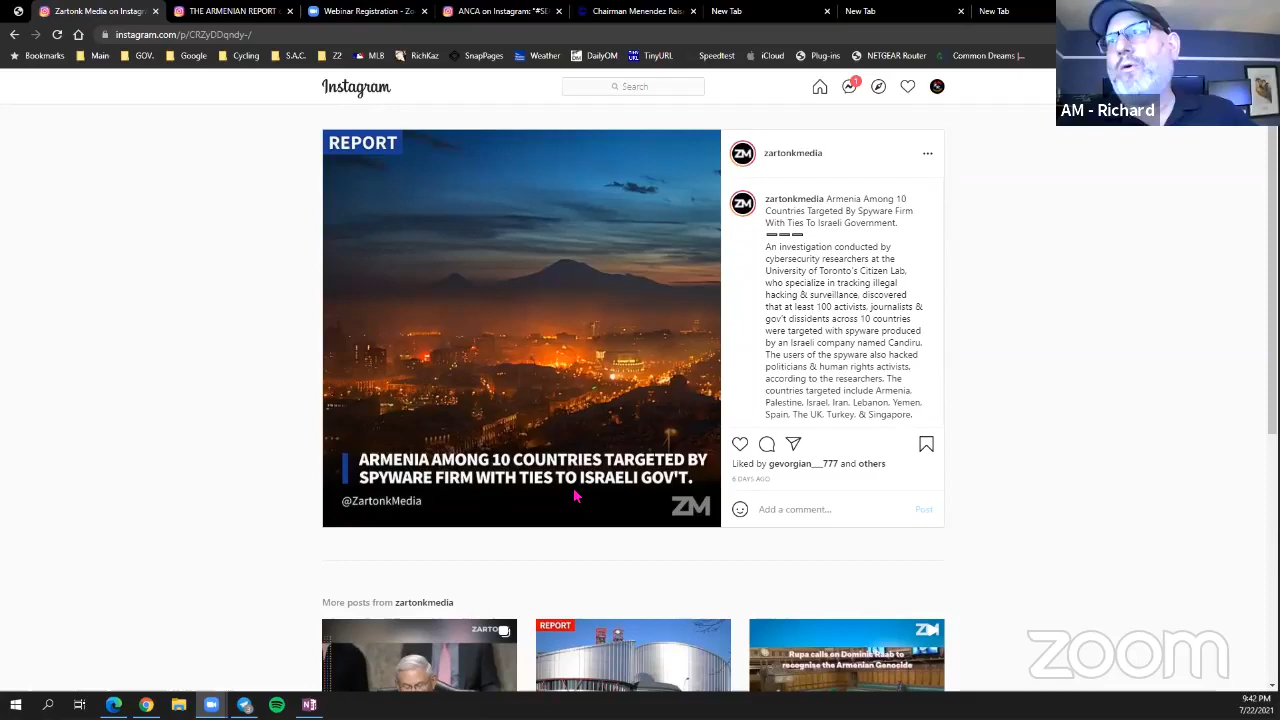 Zartonk Media on Instagram
THE ARMENIAN REPORT
Webinar Registration - Zo
ANCA on Instagram: "#SE
Chairman Menendez Rais
New Tab
New Tab
New Tab
instagram.com/p/CRZyDDqndy-/
Bookmarks
Main
GOV.
Google
Cycling
S.A.C.
Z2
MLB
RichKaz
SnapPages
Weather
DailyOM
TinyURL
Speedtest
iCloud
Plug-ins
NETGEAR Router
Common Dreams |
AM - Richard
Instagram
Search
1
REPORT
ARMENIA AMONG 10 COUNTRIES TARGETED BY
SPYWARE FIRM WITH TIES TO ISRAELI GOV'T.
@ZartonkMedia
ZM
ZM
zartonkmedia
ZM
zartonkmedia Armenia Among 10
Countries Targeted By Spyware Firm
With Ties To Israeli Government.
An investigation conducted by
cybersecurity researchers at the
University of Toronto's Citizen Lab,
who specialize in tracking illegal
hacking & surveillance, discovered
that at least 100 activists, journalists &
gov't dissidents across 10 countries
were targeted with spyware produced
by an Israeli company named Candiru.
The users of the spyware also hacked
politicians & human rights activists,
according to the researchers. The
countries targeted include Armenia,
Palestine, Israel, Iran, Lebanon, Yemen,
Spain, The UK, Turkey, & Singapore.
Liked by gevorgian___777 and others
6 DAYS AGO
Add a comment...
Post
More posts from zartonkmedia
ZARTO
REPORT
ZM
Rupa calls on Dominic Raab to
recognise the Armenian Genocide
zoom
9:42 PM
7/22/2021